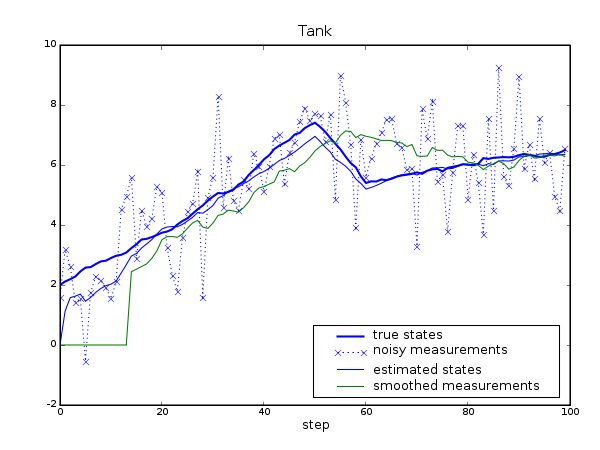 Tank
10
8
6
4
2
0
-2
0 20 40 60 80 100
step
true states
noisy measurements
estimated states
smoothed measurements